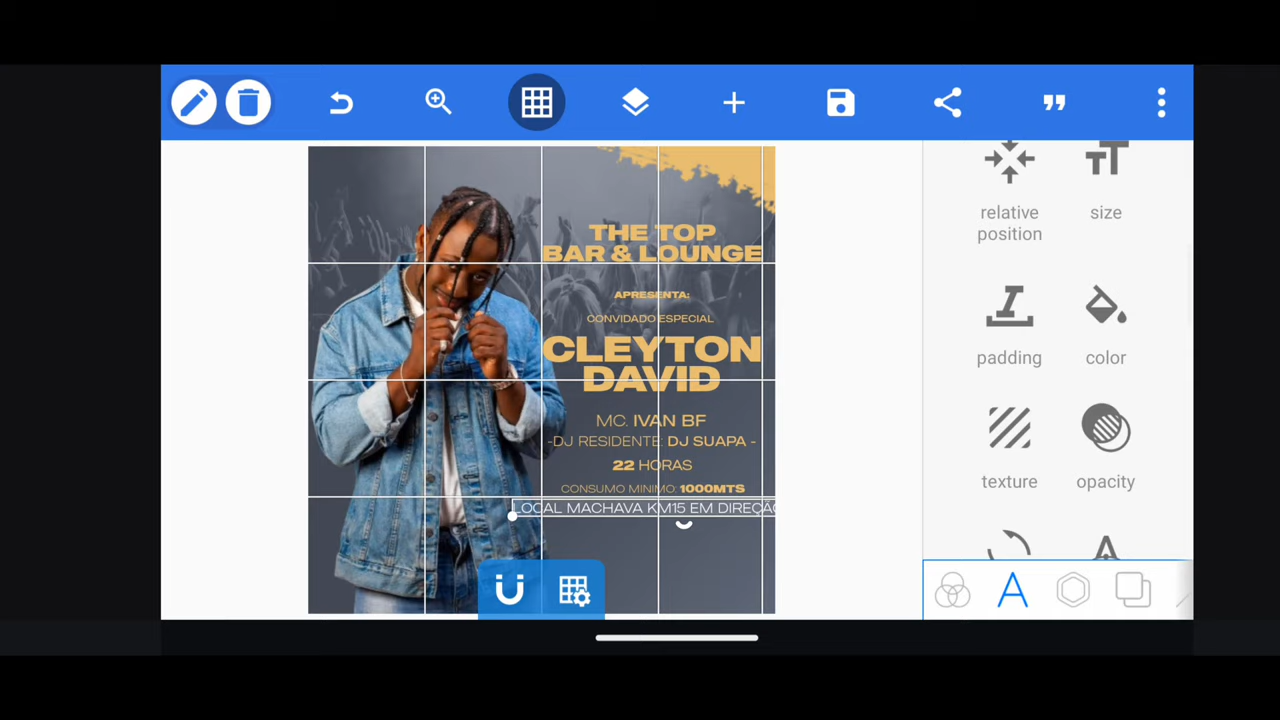 THE TOP
BAR & LOUNGE
APRESENTA:
CONVIDADO ESPECIAL
CLEYTON
DAVID
MC. IVAN BF
-DJ RESIDENTE: DJ SUAPA -
22 HORAS
CONSUMO MINIMO: 1000MTS
LOCAL MACHAVA KM15 EM DIREÇÃO
relative
position
size
padding
color
texture
opacity